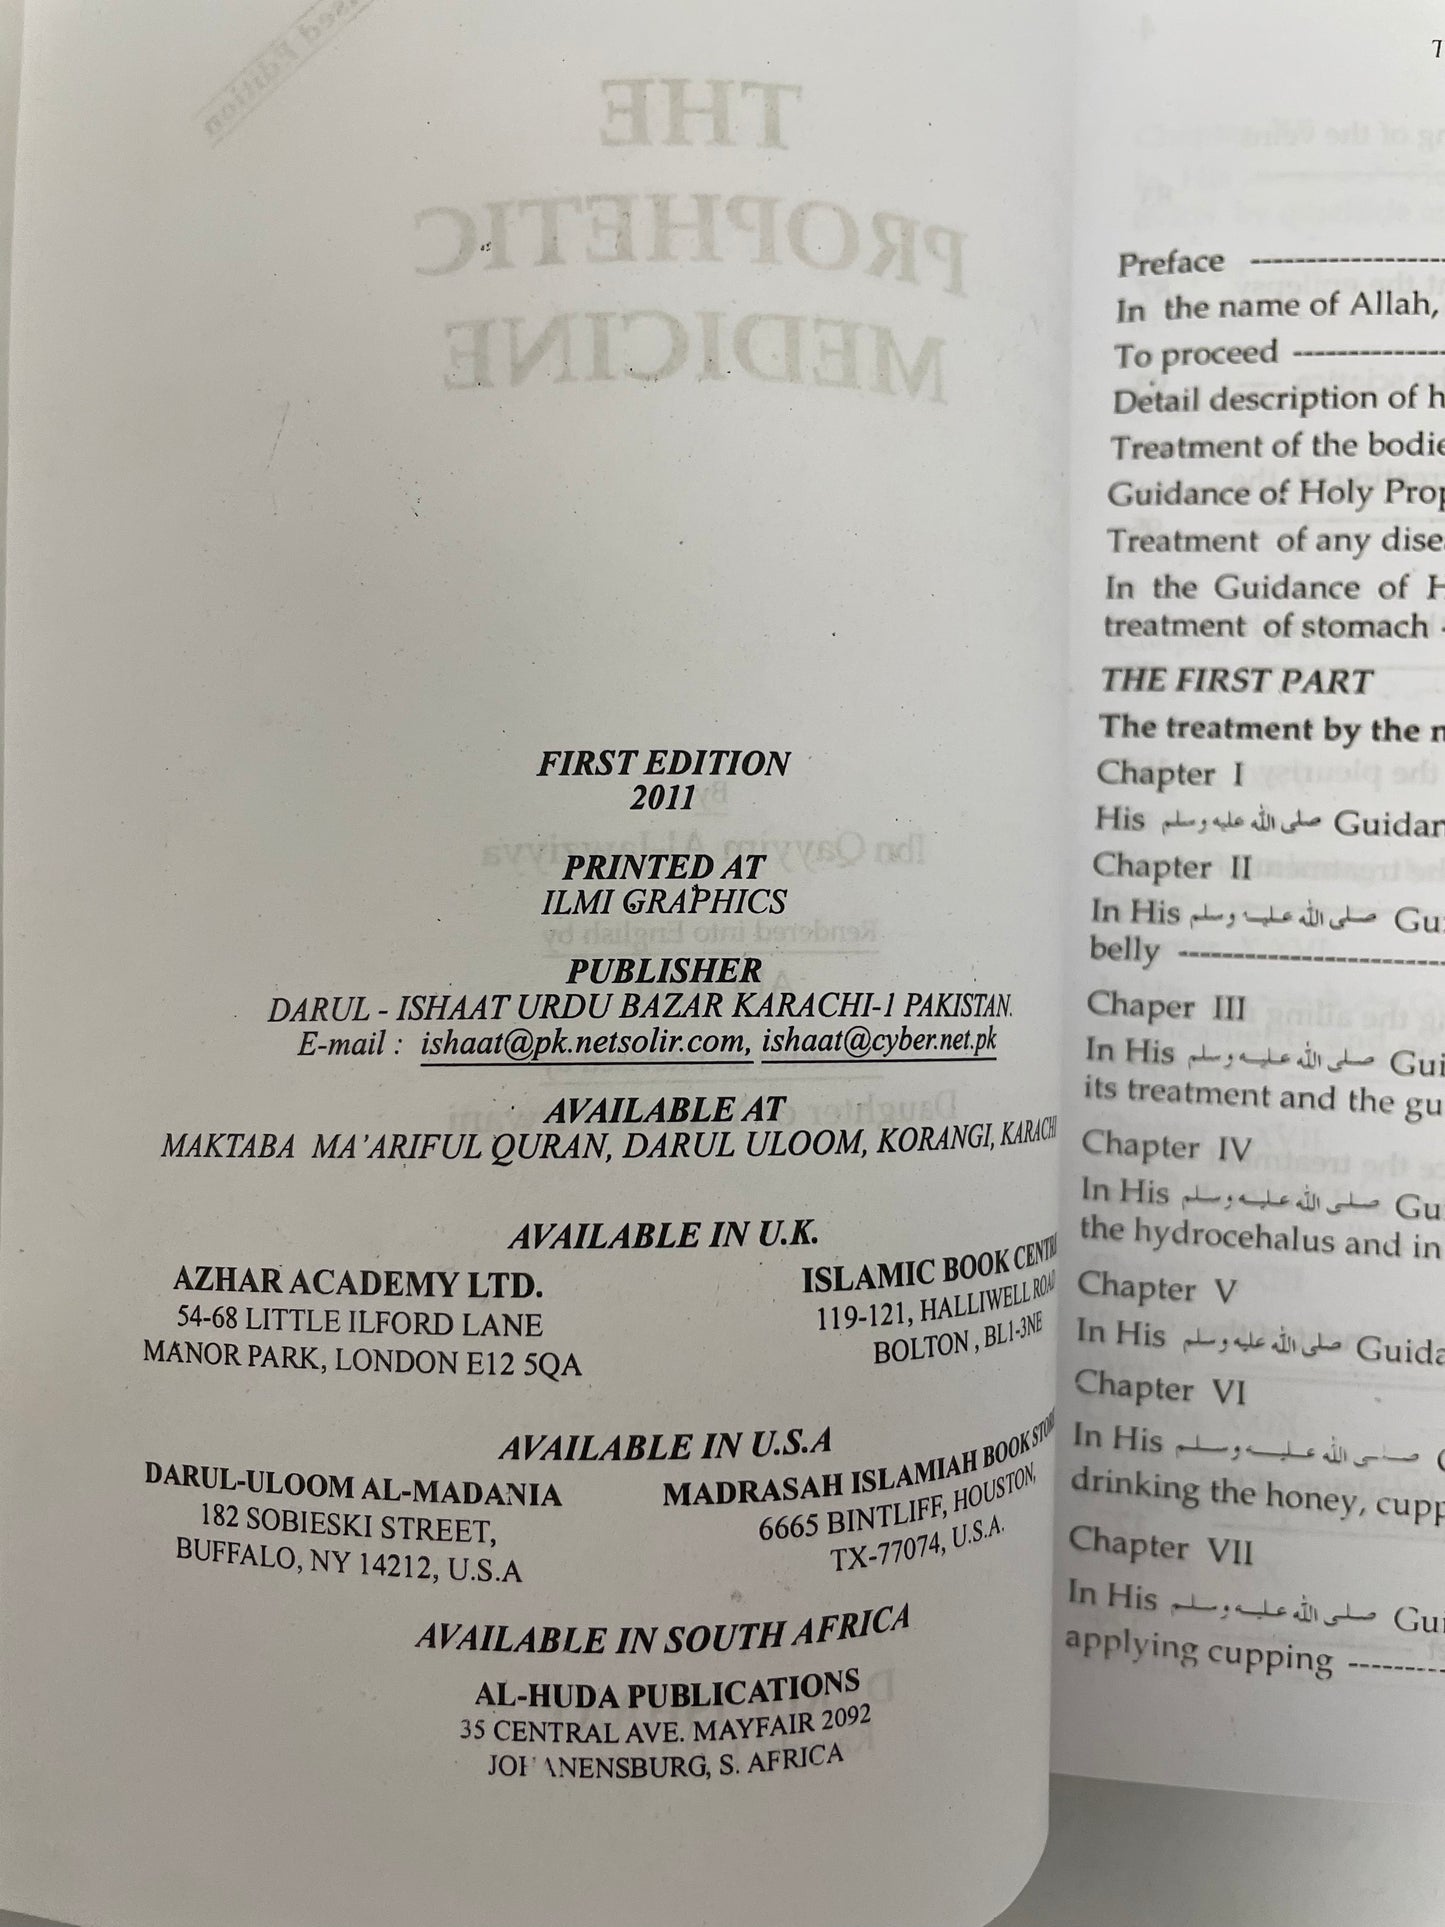 FIRST EDITION
2011
PRINTED AT
ILMI GRAPHICS
PUBLISHER
DARUL - ISHAAT URDU BAZAR KARACHI-1 PAKISTAN.
E-mail : ishaat@pk.netsolir.com, ishaat@cyber.net.pk
AVAILABLE AT
MAKTABA MA'ARIFUL QURAN, DARUL ULOOM, KORANGI, KARACHI
AVAILABLE IN U.K.
AZHAR ACADEMY LTD.
54-68 LITTLE ILFORD LANE
MANOR PARK, LONDON E12 5QA
ISLAMIC BOOK CENTR
119-121, HALLIWELL ROAD
BOLTON , BL1-3NE
AVAILABLE IN U.S.A
DARUL-ULOOM AL-MADANIA
182 SOBIESKI STREET,
BUFFALO, NY 14212, U.S.A
MADRASAH ISLAMIAH BOOK STORE
6665 BINTLIFF, HOUSTON,
TX-77074, U.S.A.
AVAILABLE IN SOUTH AFRICA
AL-HUDA PUBLICATIONS
35 CENTRAL AVE. MAYFAIR 2092
JOHANENSBURG, S. AFRICA
Preface
In the name of Allah,
To proceed
Detail description of h
Treatment of the bodie
Guidance of Holy Prop
Treatment of any dise
In the Guidance of H
treatment of stomach
THE FIRST PART
The treatment by the n
Chapter I
His صلى الله عليه وسلم Guidan
Chapter II
In His صلى الله عليه وسلم Gu
belly
Chaper III
In His صلى الله عليه وسلم Gui
its treatment and the gu
Chapter IV
In His صلى الله عليه وسلم Gu
the hydrocehalus and in
Chapter V
In His صلى الله عليه وسلم Guida
Chapter VI
In His صلى الله عليه وسلم
drinking the honey, cupp
Chapter VII
In His صلى الله عليه وسلم Gui
applying cupping